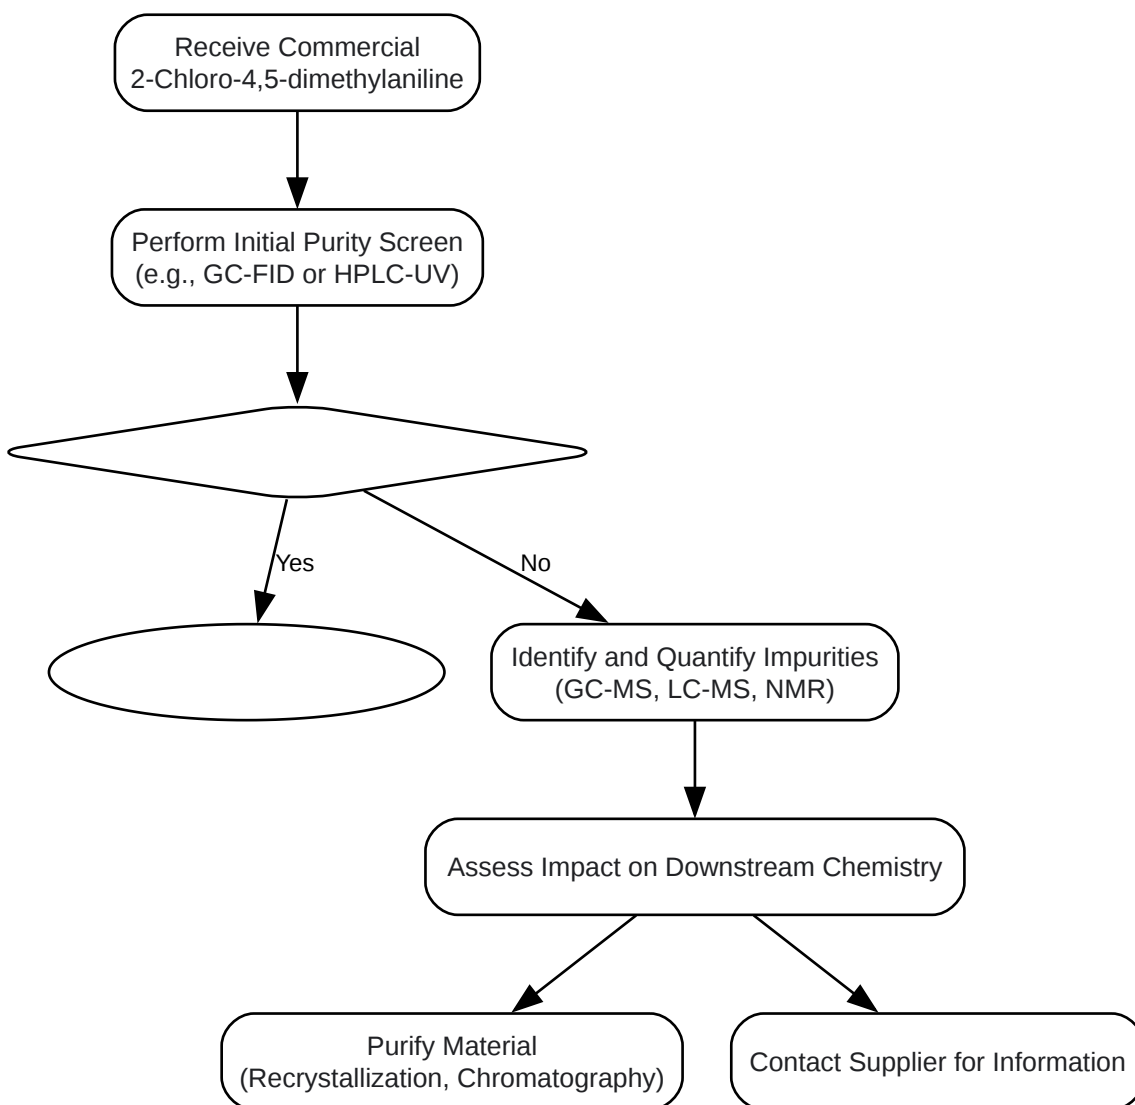 Receive Commercial
2-Chloro-4,5-dimethylaniline
Perform Initial Purity Screen
(e.g., GC-FID or HPLC-UV)
Yes
No
Identify and Quantify Impurities
(GC-MS, LC-MS, NMR)
Assess Impact on Downstream Chemistry
Purify Material
(Recrystallization, Chromatography)
Contact Supplier for Information